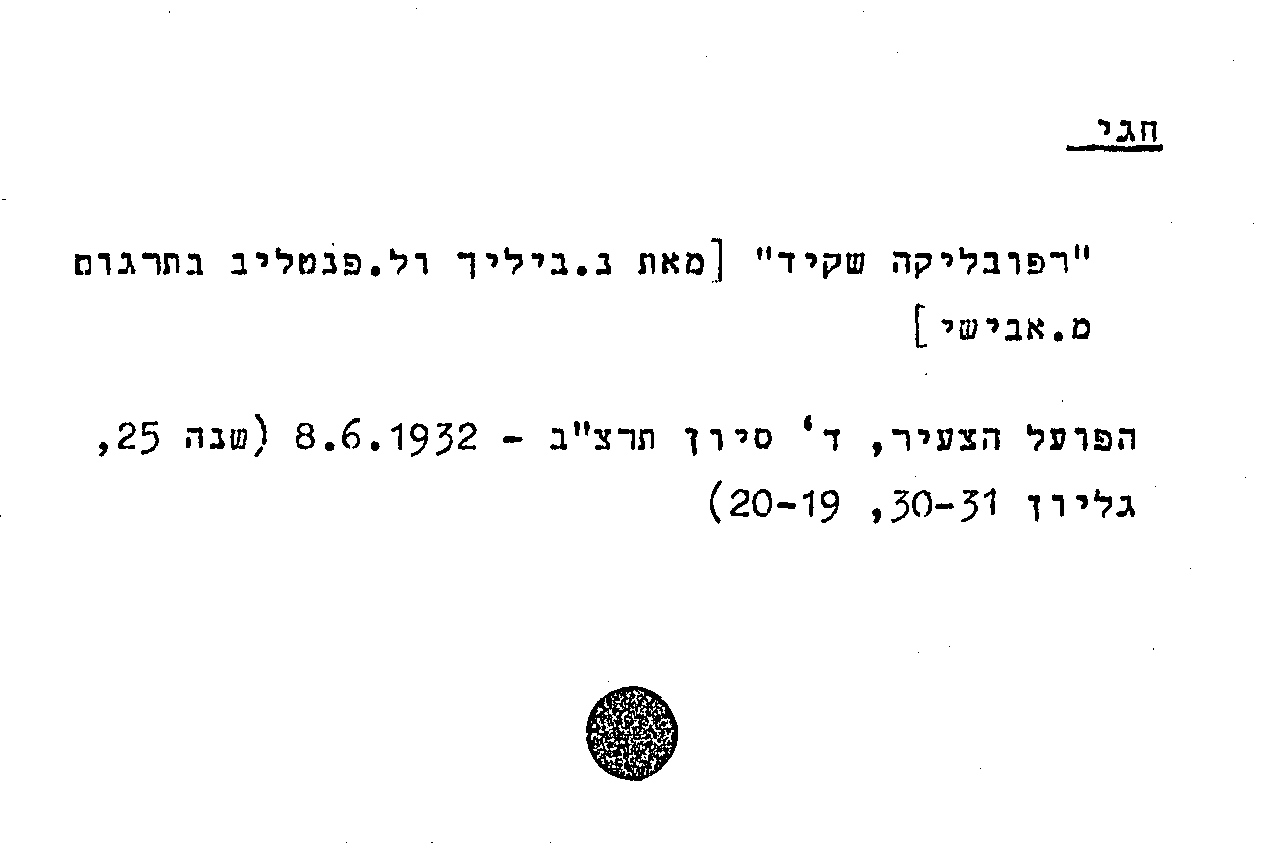 חגי
"רפובליקה שקיד" [מאת נ.ביליך ול.פנטליב בתרגום
מ.אבישי]
הפועל הצעיר, ד' סיון תרצ"ב - 8.6.1932 (שנה 25,
גליון 30-31, 19-20)